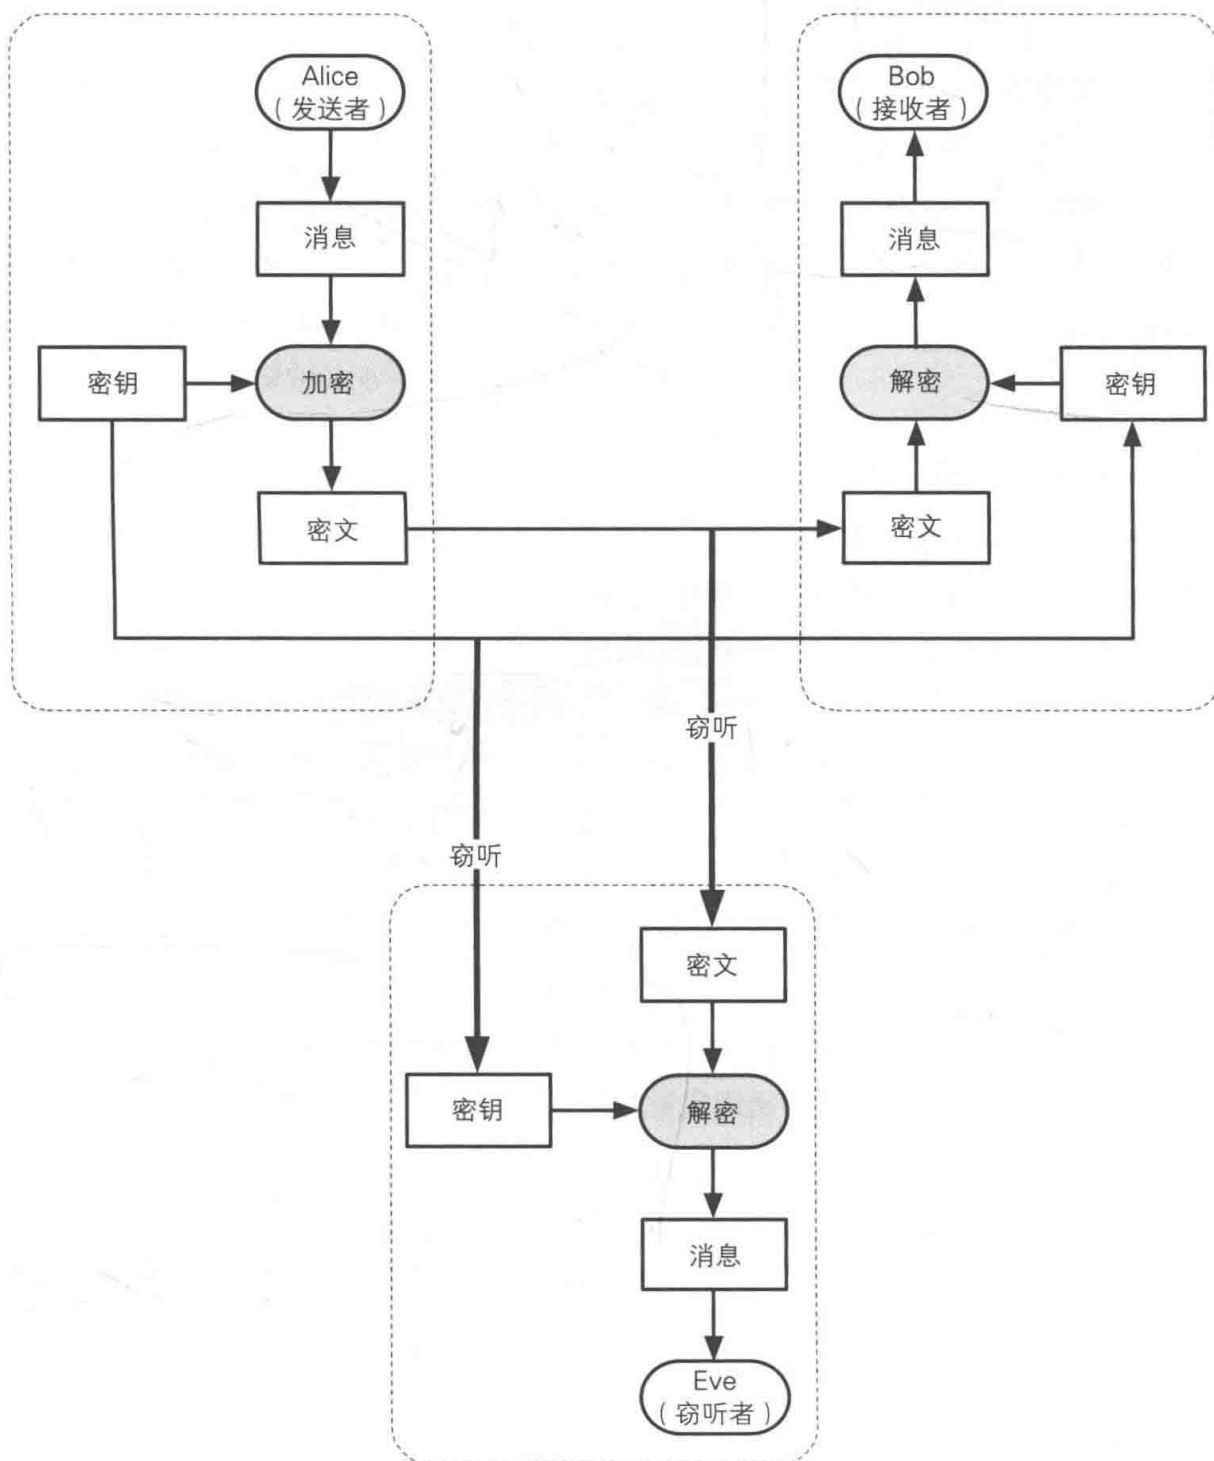 Alice
（发送者）
消息
密钥
加密
密文
Bob
（接收者）
消息
解密
密钥
密文
窃听
窃听
密文
密钥
解密
消息
Eve
（窃听者）